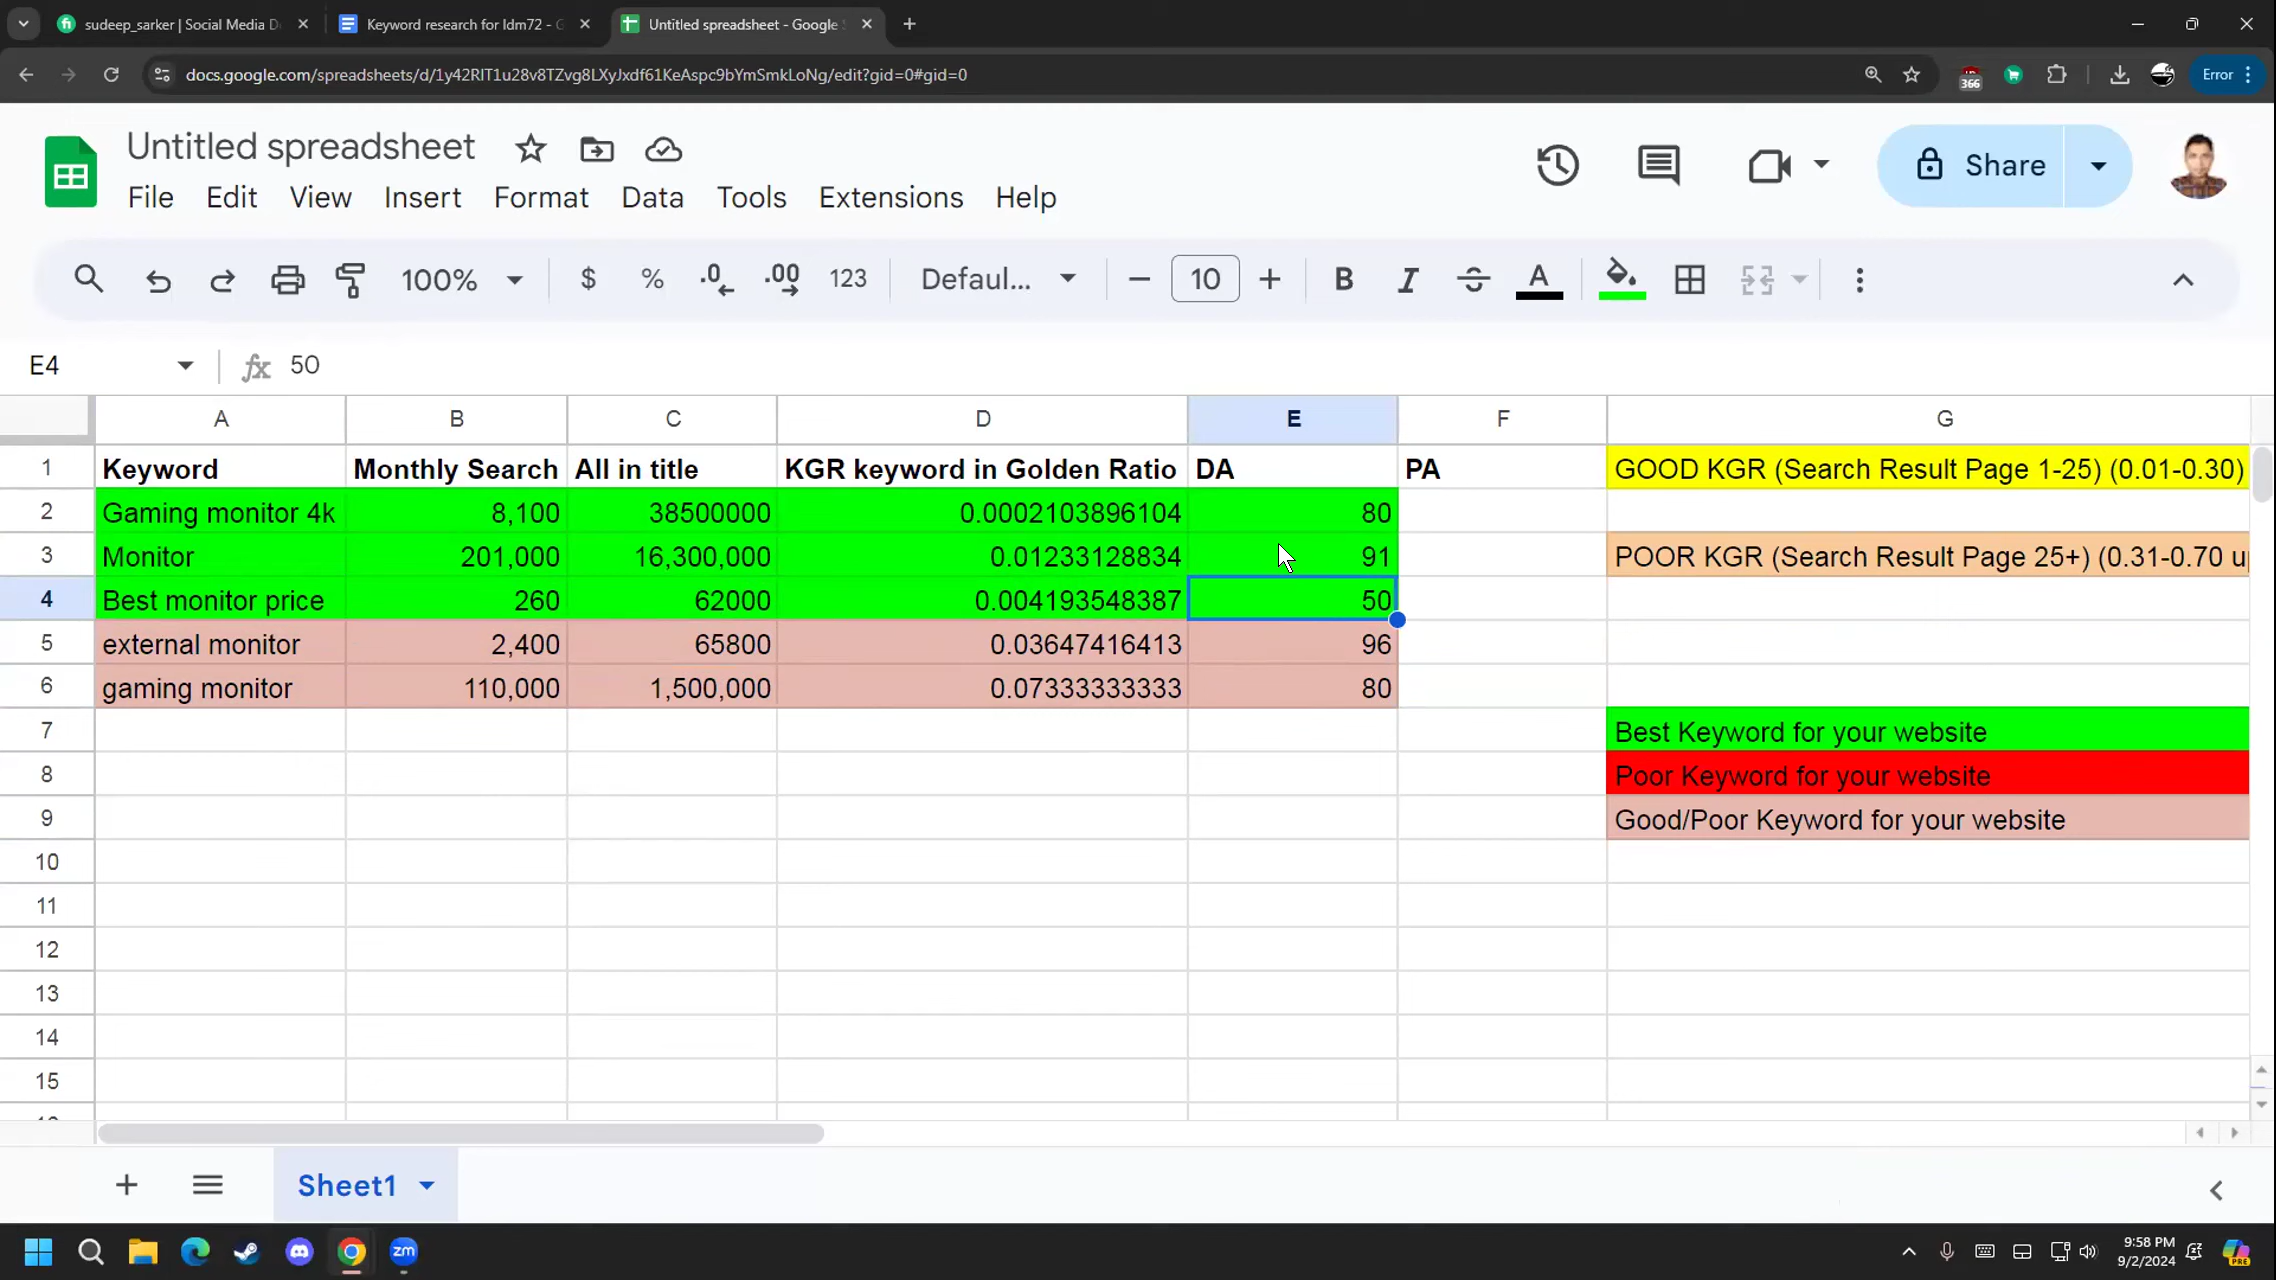 sudeep_sarker | Social Media D
Keyword research for ldm72 - G
Untitled spreadsheet - Google S
docs.google.com/spreadsheets/d/1y42RlT1u28v8TZvg8LXyJxdf61KeAspc9bYmSmkLoNg/edit?gid=0#gid=0
366
Error
Untitled spreadsheet
File Edit View Insert Format Data Tools Extensions Help
Share
100% $ % .0 .00 123 Defaul... 10 B I A
E4 fx 50
A B C D E F G
1 Keyword Monthly Search All in title KGR keyword in Golden Ratio DA PA GOOD KGR (Search Result Page 1-25) (0.01-0.30)
2 Gaming monitor 4k 8,100 38500000 0.0002103896104 80
3 Monitor 201,000 16,300,000 0.01233128834 91 POOR KGR (Search Result Page 25+) (0.31-0.70 u
4 Best monitor price 260 62000 0.004193548387 50
5 external monitor 2,400 65800 0.03647416413 96
6 gaming monitor 110,000 1,500,000 0.07333333333 80
7 Best Keyword for your website
8 Poor Keyword for your website
9 Good/Poor Keyword for your website
10
11
12
13
14
15
Sheet1
zm
9:58 PM
9/2/2024
PRE